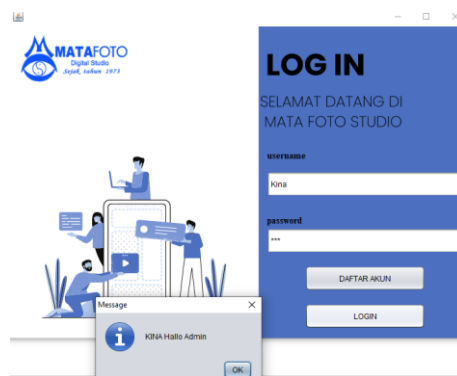 MATAFOTO
Digital Studio
Sejak tahun 1973
LOG IN
SELAMAT DATANG DI
MATA FOTO STUDIO
username
Kina
password
***
DAFTAR AKUN
LOGIN
Message
KINA Hallo Admin
OK